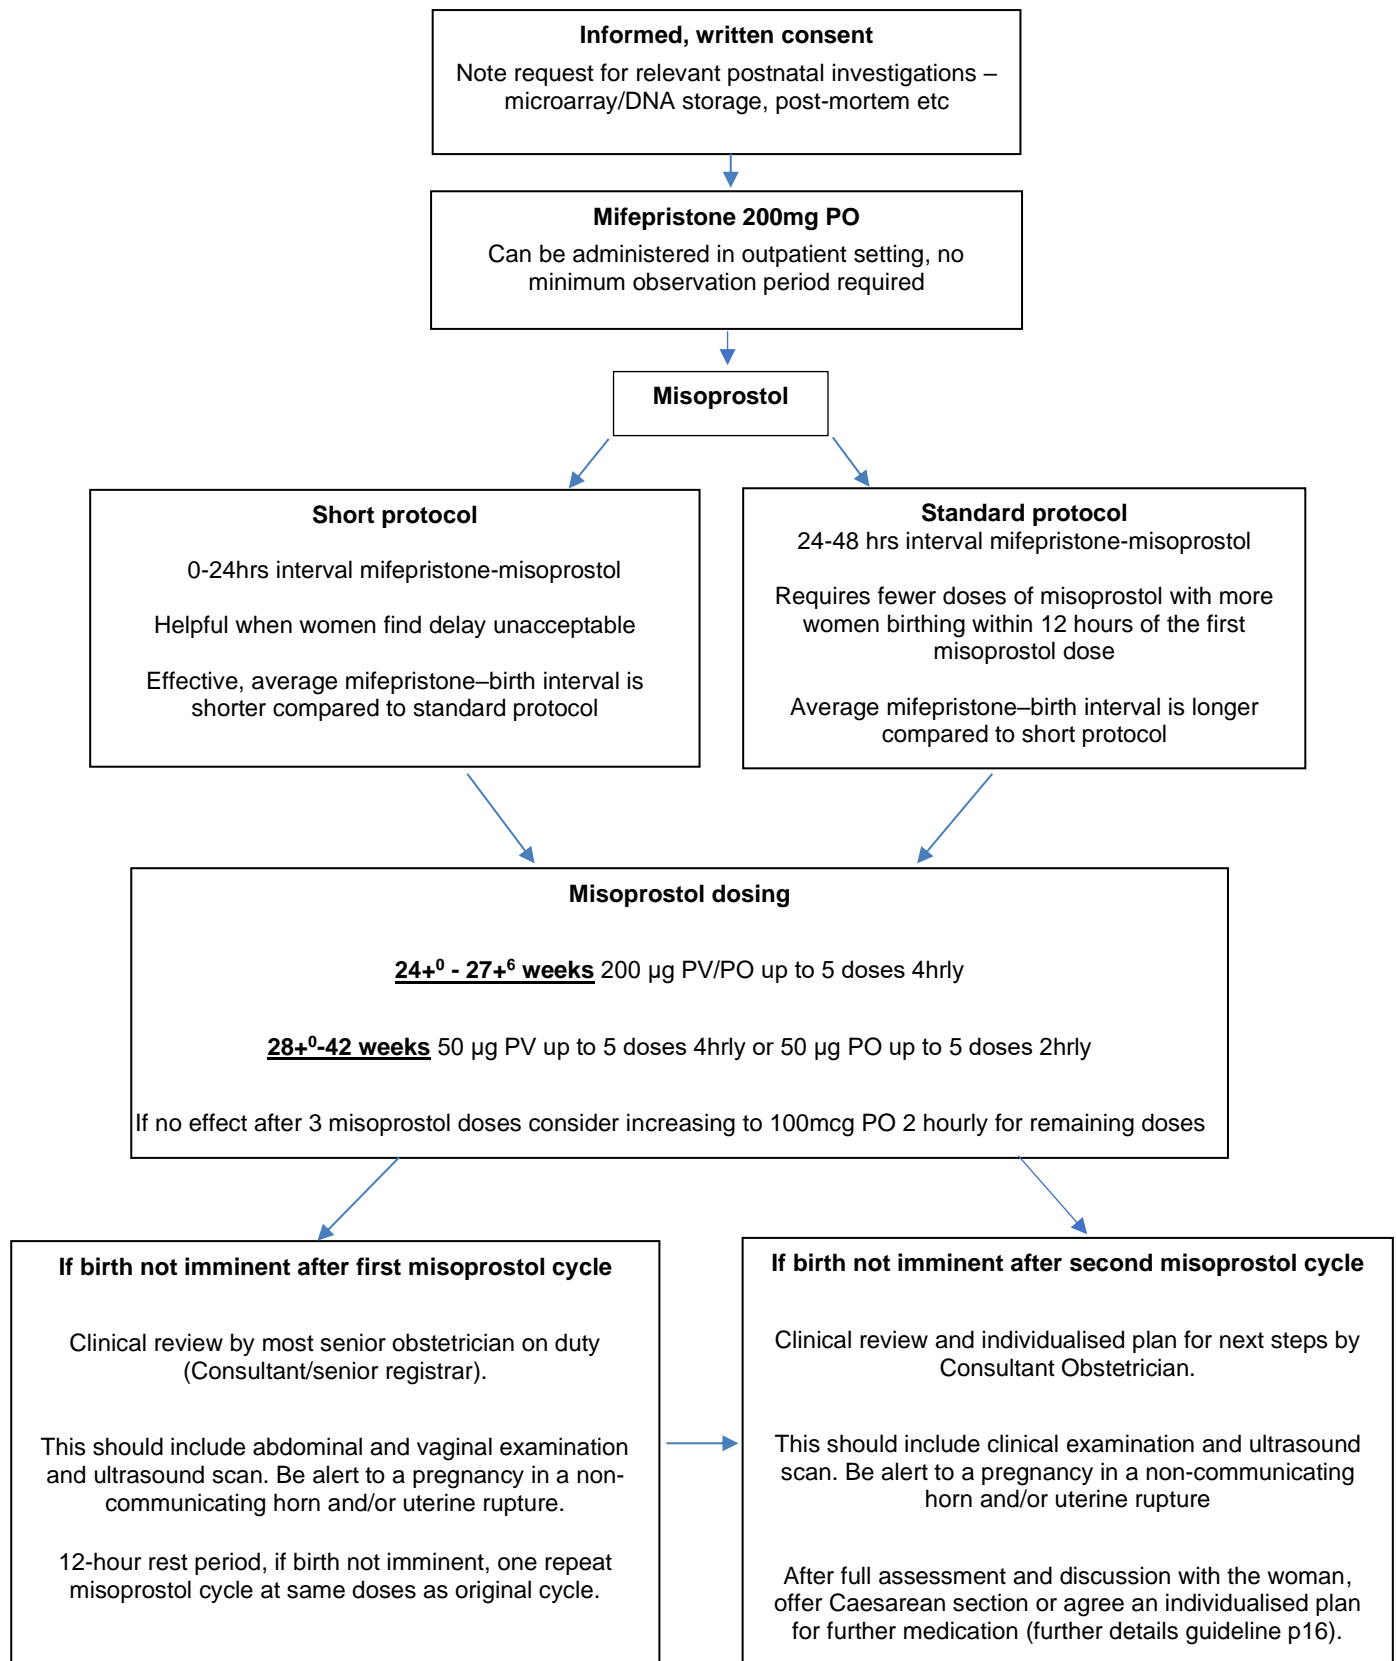 Informed, written consent
Note request for relevant postnatal investigations –
microarray/DNA storage, post-mortem etc
Mifepristone 200mg PO
Can be administered in outpatient setting, no
minimum observation period required
Misoprostol
Short protocol
0-24hrs interval mifepristone-misoprostol
Helpful when women find delay unacceptable
Effective, average mifepristone–birth interval is
shorter compared to standard protocol
Standard protocol
24-48 hrs interval mifepristone-misoprostol
Requires fewer doses of misoprostol with more
women birthing within 12 hours of the first
misoprostol dose
Average mifepristone–birth interval is longer
compared to short protocol
Misoprostol dosing
24+⁰ - 27+⁶ weeks 200 µg PV/PO up to 5 doses 4hrly
28+⁰-42 weeks 50 µg PV up to 5 doses 4hrly or 50 µg PO up to 5 doses 2hrly
If no effect after 3 misoprostol doses consider increasing to 100mcg PO 2 hourly for remaining doses
If birth not imminent after first misoprostol cycle
Clinical review by most senior obstetrician on duty
(Consultant/senior registrar).
This should include abdominal and vaginal examination
and ultrasound scan. Be alert to a pregnancy in a non-
communicating horn and/or uterine rupture.
12-hour rest period, if birth not imminent, one repeat
misoprostol cycle at same doses as original cycle.
If birth not imminent after second misoprostol cycle
Clinical review and individualised plan for next steps by
Consultant Obstetrician.
This should include clinical examination and ultrasound
scan. Be alert to a pregnancy in a non-communicating
horn and/or uterine rupture
After full assessment and discussion with the woman,
offer Caesarean section or agree an individualised plan
for further medication (further details guideline p16).